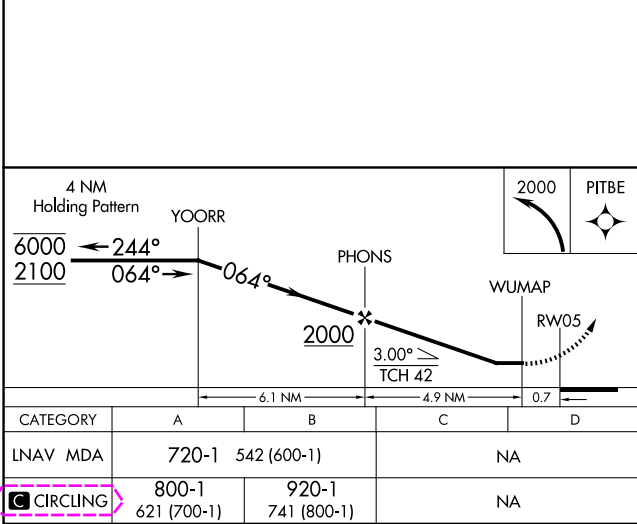 4 NM
Holding Pattern
YOORR
2000
PITBE
6000
244°
2100
064°
064°
PHONS
WUMAP
RW05
2000
3.00°
TCH 42
6.1 NM
4.9 NM
0.7
CATEGORY A B C D
LNAV MDA 720-1 542 (600-1) NA
C CIRCLING 800-1 621 (700-1) 920-1 741 (800-1) NA